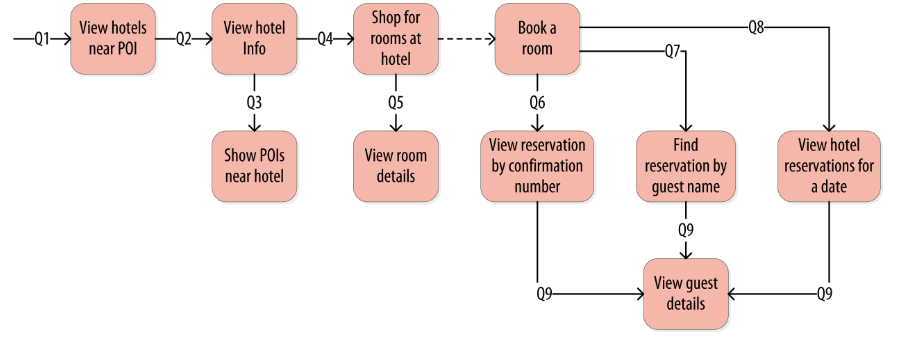 Q1
View hotels
near POI
Q2
View hotel
Info
Q4
Shop for
rooms at
hotel
Book a
room
Q8
Q7
Q3
Q5
Q6
Show POIs
near hotel
View room
details
View reservation
by confirmation
number
Find
reservation by
guest name
View hotel
reservations for
a date
Q9
Q9
View guest
details
Q9